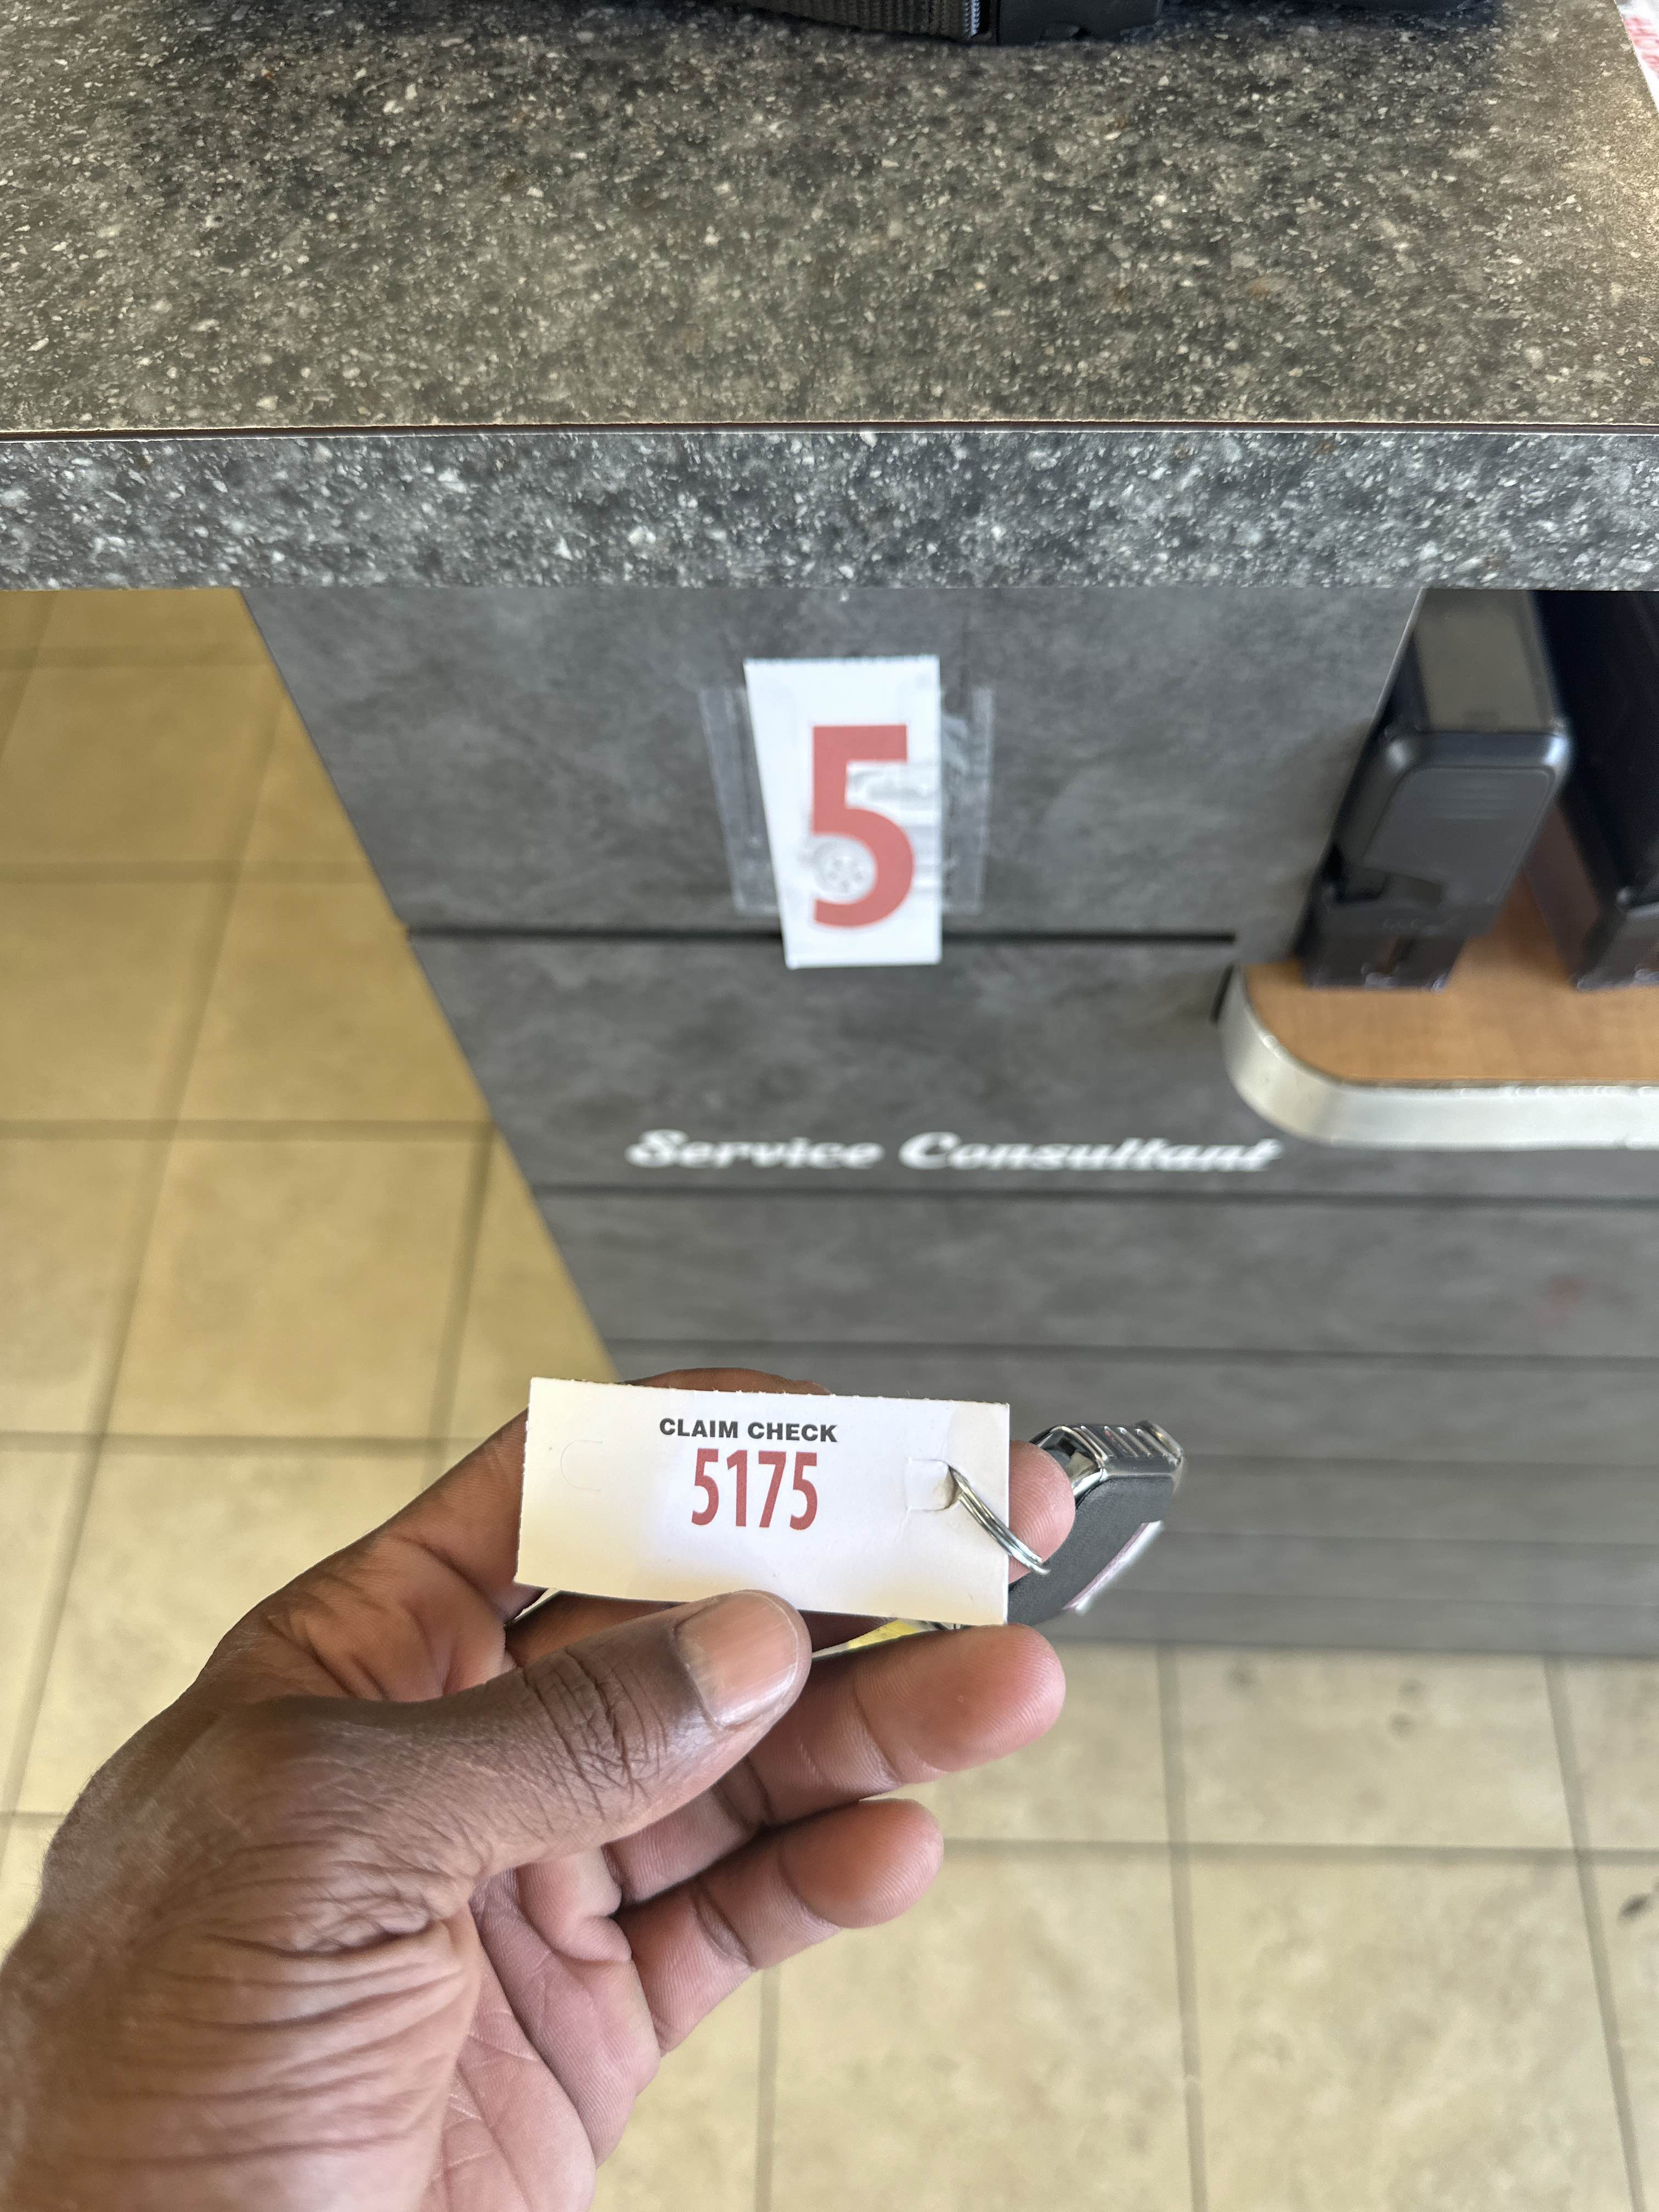 5
Service Consultant
CLAIM CHECK
5175